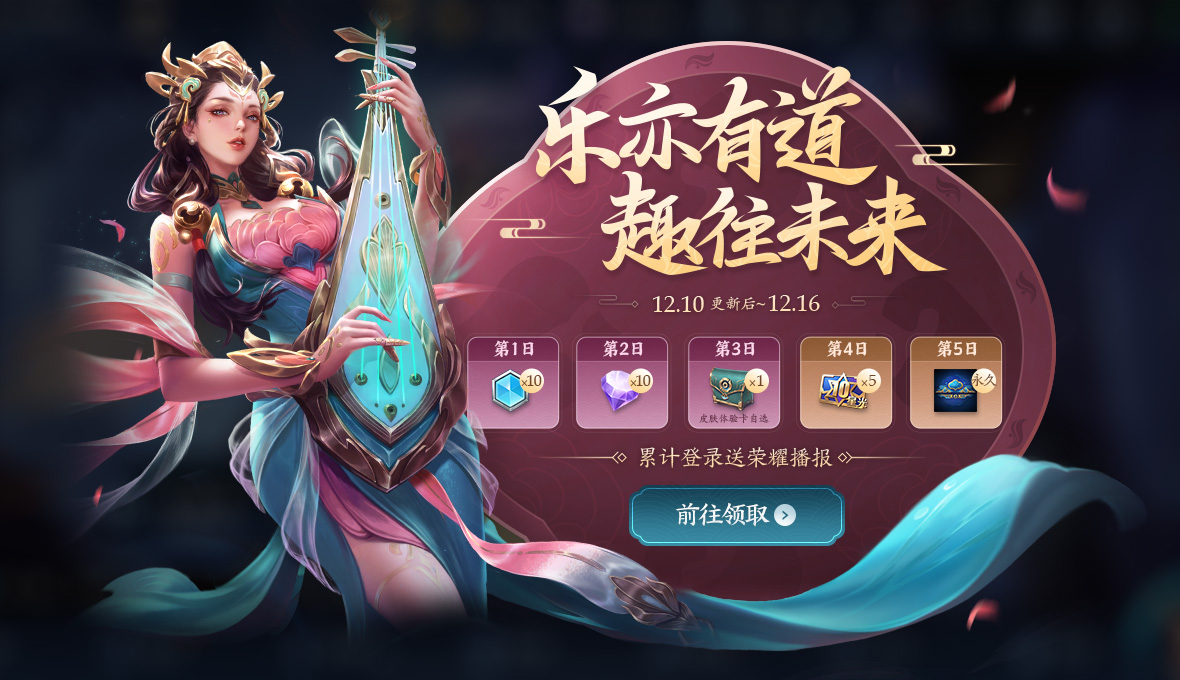 乐亦有道
趣往未来
12.10 更新后~12.16
第1日 第2日 第3日 第4日 第5日
×10 ×10 ×1 ×5 永久
皮肤体验卡自选
累计登录送荣耀播报
前往领取